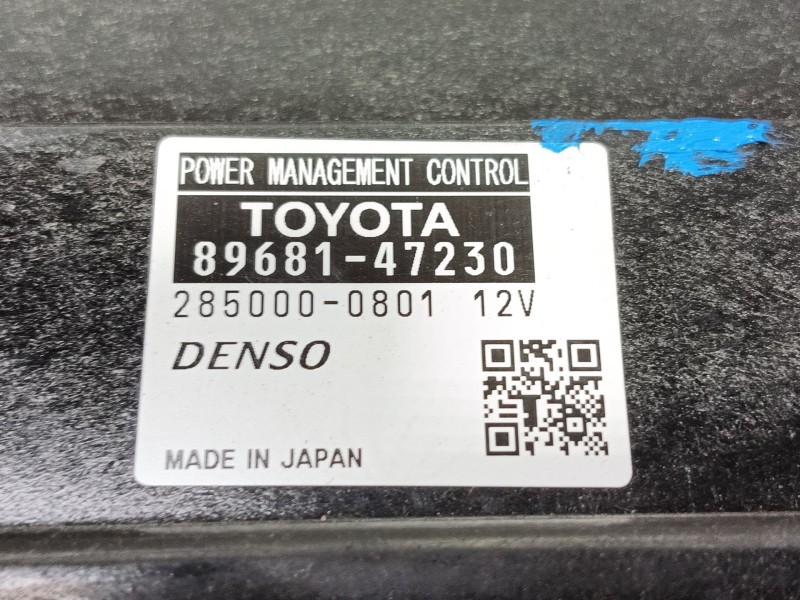 POWER MANAGEMENT CONTROL
TOYOTA
89681-47230
285000-0801 12V
DENSO
MADE IN JAPAN